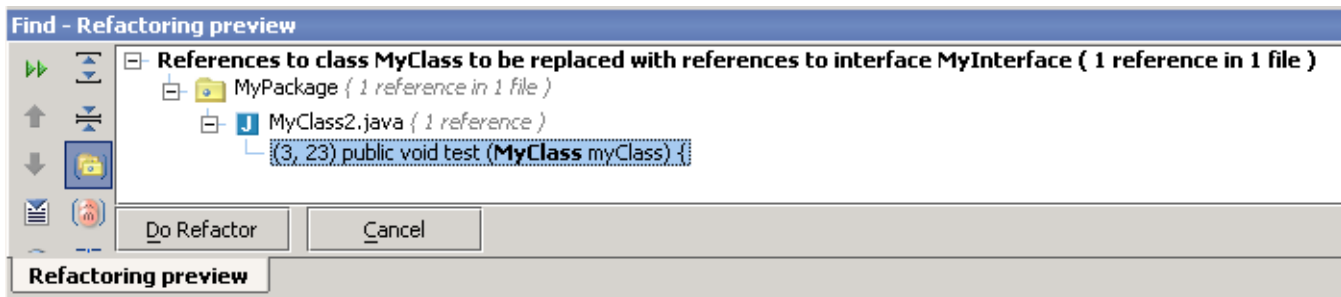 Find - Refactoring preview
References to class MyClass to be replaced with references to interface MyInterface ( 1 reference in 1 file )
MyPackage ( 1 reference in 1 file )
J MyClass2.java ( 1 reference )
(3, 23) public void test (MyClass myClass) {
Do Refactor Cancel
Refactoring preview